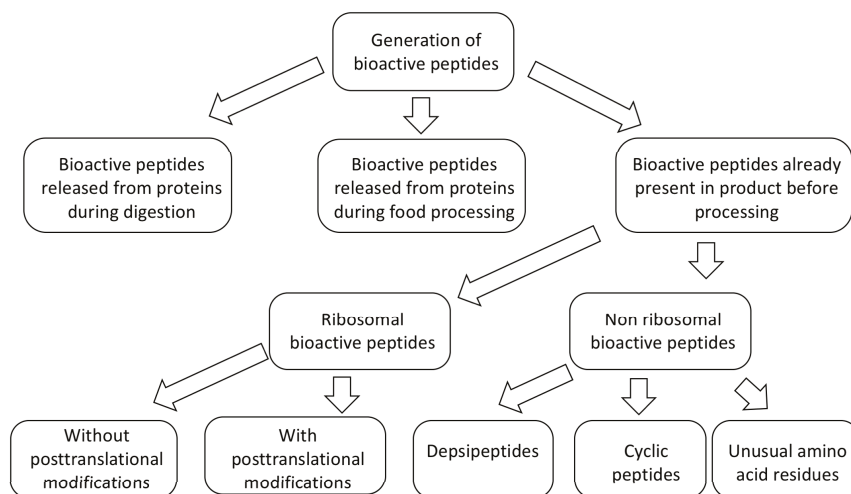 Generation of
bioactive peptides
Bioactive peptides
released from proteins
during digestion
Bioactive peptides
released from proteins
during food processing
Bioactive peptides already
present in product before
processing
Ribosomal
bioactive peptides
Non ribosomal
bioactive peptides
Without
posttranslational
modifications
With
posttranslational
modifications
Depsipeptides
Cyclic
peptides
Unusual amino
acid residues